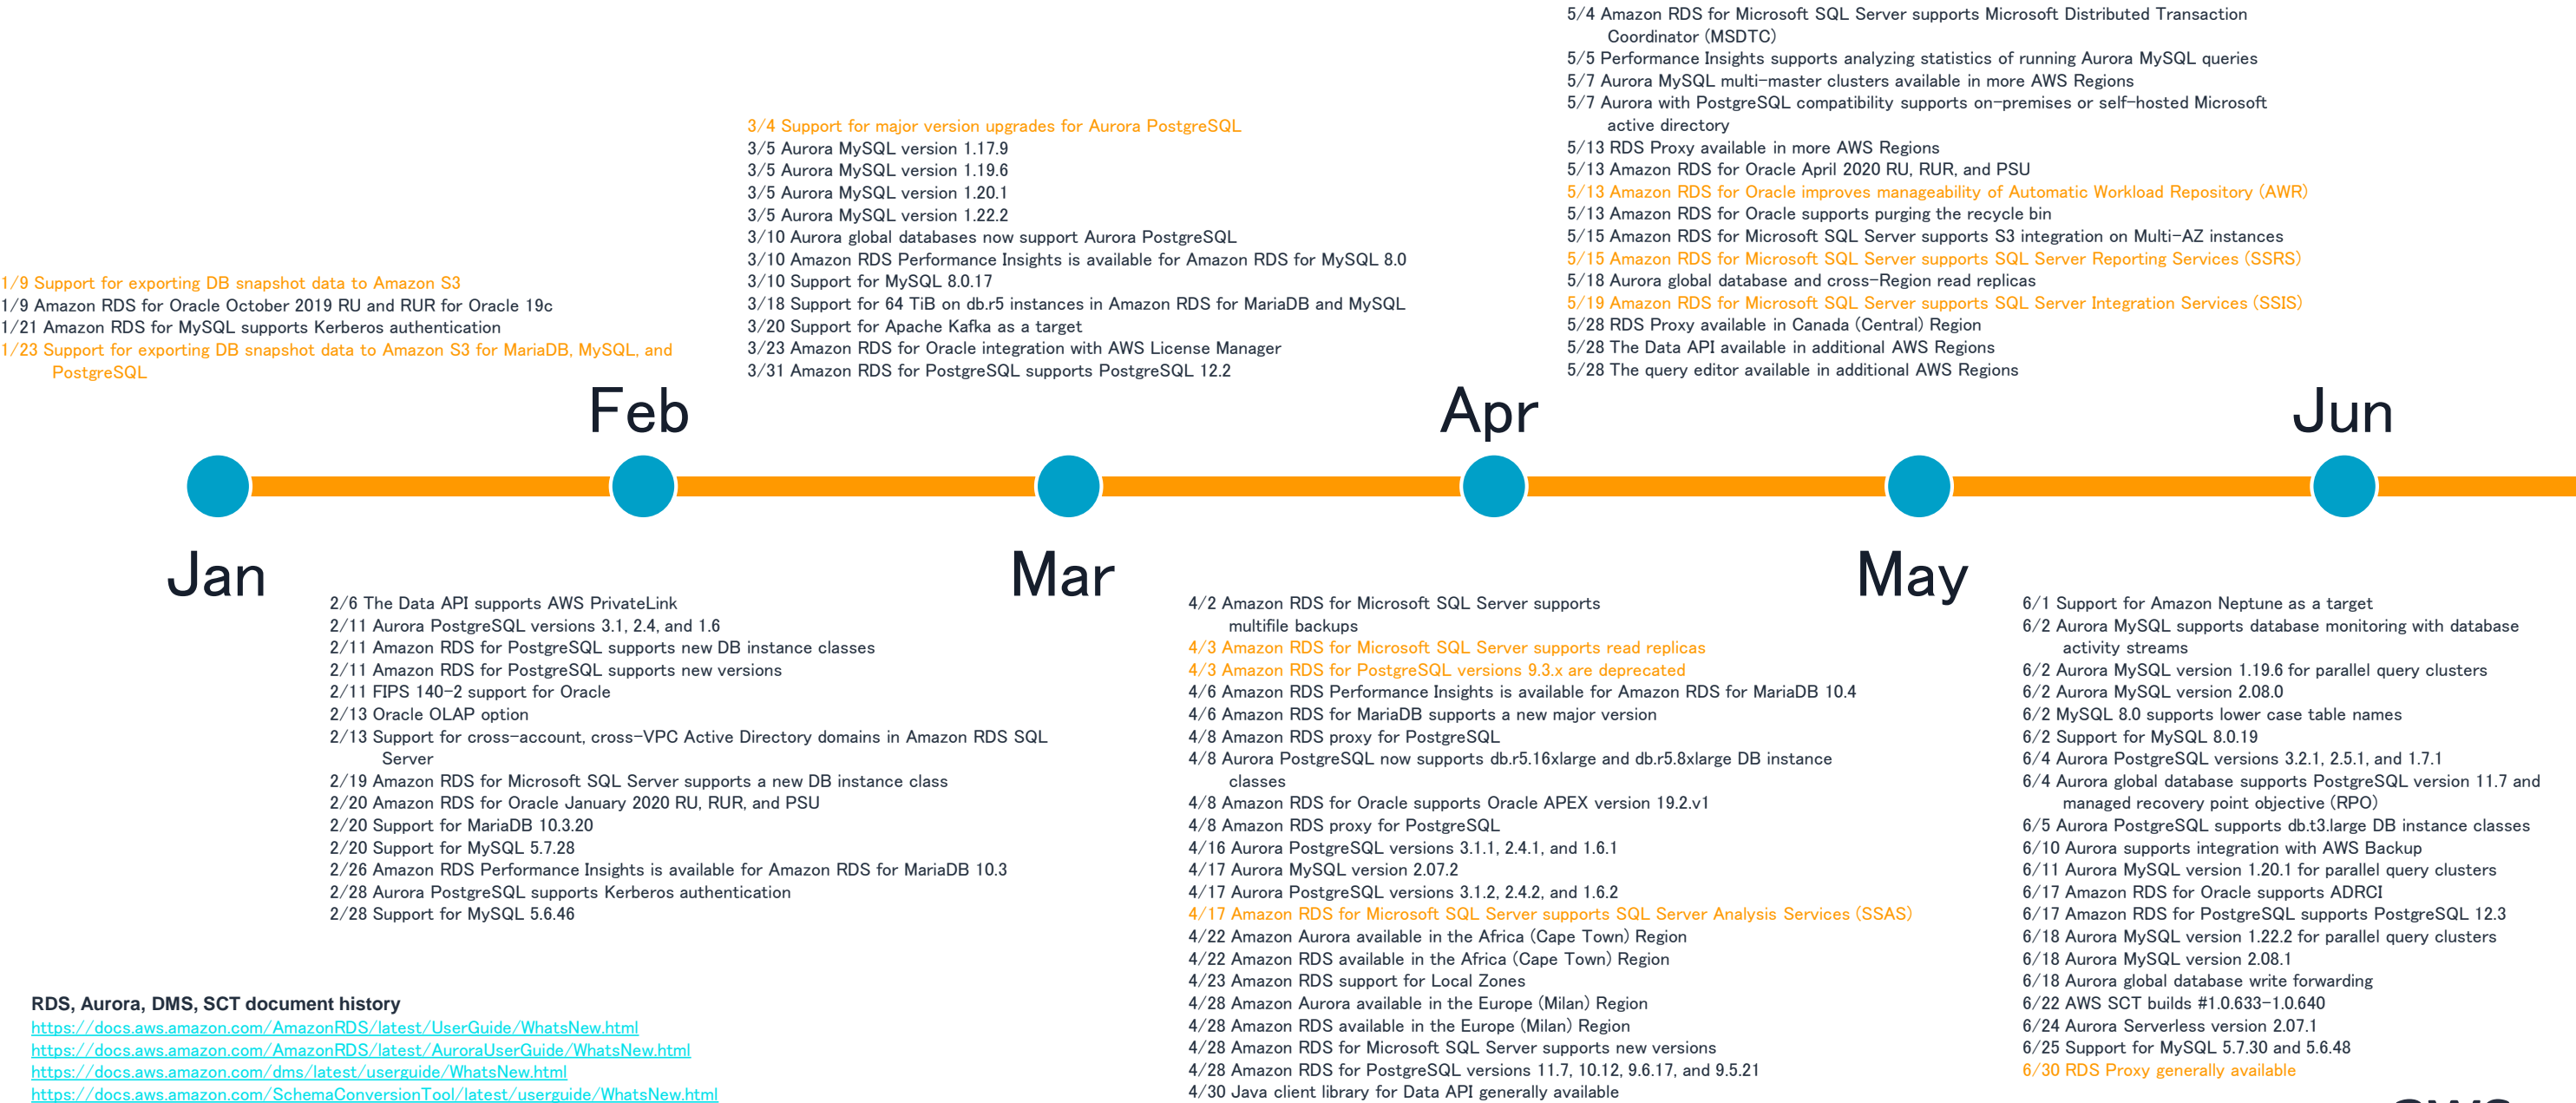 1/9 Support for exporting DB snapshot data to Amazon S3
1/9 Amazon RDS for Oracle October 2019 RU and RUR for Oracle 19c
1/21 Amazon RDS for MySQL supports Kerberos authentication
1/23 Support for exporting DB snapshot data to Amazon S3 for MariaDB, MySQL, and
PostgreSQL
Jan
Feb
2/6 The Data API supports AWS PrivateLink
2/11 Aurora PostgreSQL versions 3.1, 2.4, and 1.6
2/11 Amazon RDS for PostgreSQL supports new DB instance classes
2/11 Amazon RDS for PostgreSQL supports new versions
2/11 FIPS 140-2 support for Oracle
2/13 Oracle OLAP option
2/13 Support for cross-account, cross-VPC Active Directory domains in Amazon RDS SQL
Server
2/19 Amazon RDS for Microsoft SQL Server supports a new DB instance class
2/20 Amazon RDS for Oracle January 2020 RU, RUR, and PSU
2/20 Support for MariaDB 10.3.20
2/20 Support for MySQL 5.7.28
2/26 Amazon RDS Performance Insights is available for Amazon RDS for MariaDB 10.3
2/28 Aurora PostgreSQL supports Kerberos authentication
2/28 Support for MySQL 5.6.46
3/4 Support for major version upgrades for Aurora PostgreSQL
3/5 Aurora MySQL version 1.17.9
3/5 Aurora MySQL version 1.19.6
3/5 Aurora MySQL version 1.20.1
3/5 Aurora MySQL version 1.22.2
3/10 Aurora global databases now support Aurora PostgreSQL
3/10 Amazon RDS Performance Insights is available for Amazon RDS for MySQL 8.0
3/10 Support for MySQL 8.0.17
3/18 Support for 64 TiB on db.r5 instances in Amazon RDS for MariaDB and MySQL
3/20 Support for Apache Kafka as a target
3/23 Amazon RDS for Oracle integration with AWS License Manager
3/31 Amazon RDS for PostgreSQL supports PostgreSQL 12.2
Mar
Apr
4/2 Amazon RDS for Microsoft SQL Server supports
multifile backups
4/3 Amazon RDS for Microsoft SQL Server supports read replicas
4/3 Amazon RDS for PostgreSQL versions 9.3.x are deprecated
4/6 Amazon RDS Performance Insights is available for Amazon RDS for MariaDB 10.4
4/6 Amazon RDS for MariaDB supports a new major version
4/8 Amazon RDS proxy for PostgreSQL
4/8 Aurora PostgreSQL now supports db.r5.16xlarge and db.r5.8xlarge DB instance
classes
4/8 Amazon RDS for Oracle supports Oracle APEX version 19.2.v1
4/8 Amazon RDS proxy for PostgreSQL
4/16 Aurora PostgreSQL versions 3.1.1, 2.4.1, and 1.6.1
4/17 Aurora MySQL version 2.07.2
4/17 Aurora PostgreSQL versions 3.1.2, 2.4.2, and 1.6.2
4/17 Amazon RDS for Microsoft SQL Server supports SQL Server Analysis Services (SSAS)
4/22 Amazon Aurora available in the Africa (Cape Town) Region
4/22 Amazon RDS available in the Africa (Cape Town) Region
4/23 Amazon RDS support for Local Zones
4/28 Amazon Aurora available in the Europe (Milan) Region
4/28 Amazon RDS available in the Europe (Milan) Region
4/28 Amazon RDS for Microsoft SQL Server supports new versions
4/28 Amazon RDS for PostgreSQL versions 11.7, 10.12, 9.6.17, and 9.5.21
4/30 Java client library for Data API generally available
5/4 Amazon RDS for Microsoft SQL Server supports Microsoft Distributed Transaction
Coordinator (MSDTC)
5/5 Performance Insights supports analyzing statistics of running Aurora MySQL queries
5/7 Aurora MySQL multi-master clusters available in more AWS Regions
5/7 Aurora with PostgreSQL compatibility supports on-premises or self-hosted Microsoft
active directory
5/13 RDS Proxy available in more AWS Regions
5/13 Amazon RDS for Oracle April 2020 RU, RUR, and PSU
5/13 Amazon RDS for Oracle improves manageability of Automatic Workload Repository (AWR)
5/13 Amazon RDS for Oracle supports purging the recycle bin
5/15 Amazon RDS for Microsoft SQL Server supports S3 integration on Multi-AZ instances
5/15 Amazon RDS for Microsoft SQL Server supports SQL Server Reporting Services (SSRS)
5/18 Aurora global database and cross-Region read replicas
5/19 Amazon RDS for Microsoft SQL Server supports SQL Server Integration Services (SSIS)
5/28 RDS Proxy available in Canada (Central) Region
5/28 The Data API available in additional AWS Regions
5/28 The query editor available in additional AWS Regions
May
Jun
6/1 Support for Amazon Neptune as a target
6/2 Aurora MySQL supports database monitoring with database
activity streams
6/2 Aurora MySQL version 1.19.6 for parallel query clusters
6/2 Aurora MySQL version 2.08.0
6/2 MySQL 8.0 supports lower case table names
6/2 Support for MySQL 8.0.19
6/4 Aurora PostgreSQL versions 3.2.1, 2.5.1, and 1.7.1
6/4 Aurora global database supports PostgreSQL version 11.7 and
managed recovery point objective (RPO)
6/5 Aurora PostgreSQL supports db.t3.large DB instance classes
6/10 Aurora supports integration with AWS Backup
6/11 Aurora MySQL version 1.20.1 for parallel query clusters
6/17 Amazon RDS for Oracle supports ADRCI
6/17 Amazon RDS for PostgreSQL supports PostgreSQL 12.3
6/18 Aurora MySQL version 1.22.2 for parallel query clusters
6/18 Aurora MySQL version 2.08.1
6/18 Aurora global database write forwarding
6/22 AWS SCT builds #1.0.633-1.0.640
6/24 Aurora Serverless version 2.07.1
6/25 Support for MySQL 5.7.30 and 5.6.48
6/30 RDS Proxy generally available
RDS, Aurora, DMS, SCT document history
https://docs.aws.amazon.com/AmazonRDS/latest/UserGuide/WhatsNew.html
https://docs.aws.amazon.com/AmazonRDS/latest/AuroraUserGuide/WhatsNew.html
https://docs.aws.amazon.com/dms/latest/userguide/WhatsNew.html
https://docs.aws.amazon.com/SchemaConversionTool/latest/userguide/WhatsNew.html